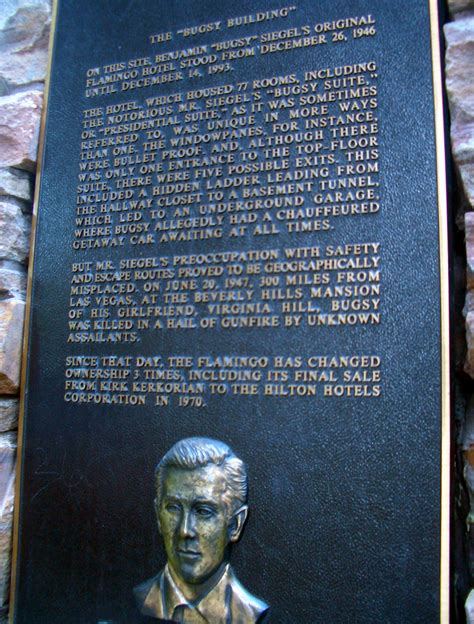 THE "BUGSY BUILDING"
ON THIS SITE, BENJAMIN "BUGSY" SIEGEL'S ORIGINAL
FLAMINGO HOTEL STOOD FROM DECEMBER 26, 1946
UNTIL DECEMBER 14, 1993.
THE HOTEL, WHICH HOUSED 77 ROOMS, INCLUDING
THE NOTORIOUS MR. SIEGEL'S "BUGSY SUITE,"
OR "PRESIDENTIAL SUITE," AS IT WAS SOMETIMES
REFERRED TO, WAS UNIQUE IN MORE WAYS
THAN ONE. THE WINDOWPANES, FOR INSTANCE,
WERE BULLET PROOF. AND, ALTHOUGH THERE
WAS ONLY ONE ENTRANCE TO THE TOP-FLOOR
SUITE, THERE WERE FIVE POSSIBLE EXITS. THIS
INCLUDED A HIDDEN LADDER LEADING FROM
THE HALLWAY CLOSET TO A BASEMENT TUNNEL,
WHICH LED TO AN UNDERGROUND GARAGE,
WHERE BUGSY ALLEGEDLY HAD A CHAUFFEURED
GETAWAY CAR AWAITING AT ALL TIMES.
BUT MR. SIEGEL'S PREOCCUPATION WITH SAFETY
AND ESCAPE ROUTES PROVED TO BE GEOGRAPHICALLY
MISPLACED. ON JUNE 20, 1947, 300 MILES FROM
LAS VEGAS, AT THE BEVERLY HILLS MANSION
OF HIS GIRLFRIEND, VIRGINIA HILL, BUGSY
WAS KILLED IN A HAIL OF GUNFIRE BY UNKNOWN
ASSAILANTS.
SINCE THAT DAY, THE FLAMINGO HAS CHANGED
OWNERSHIP 3 TIMES, INCLUDING ITS FINAL SALE
FROM KIRK KERKORIAN TO THE HILTON HOTELS
CORPORATION IN 1970.